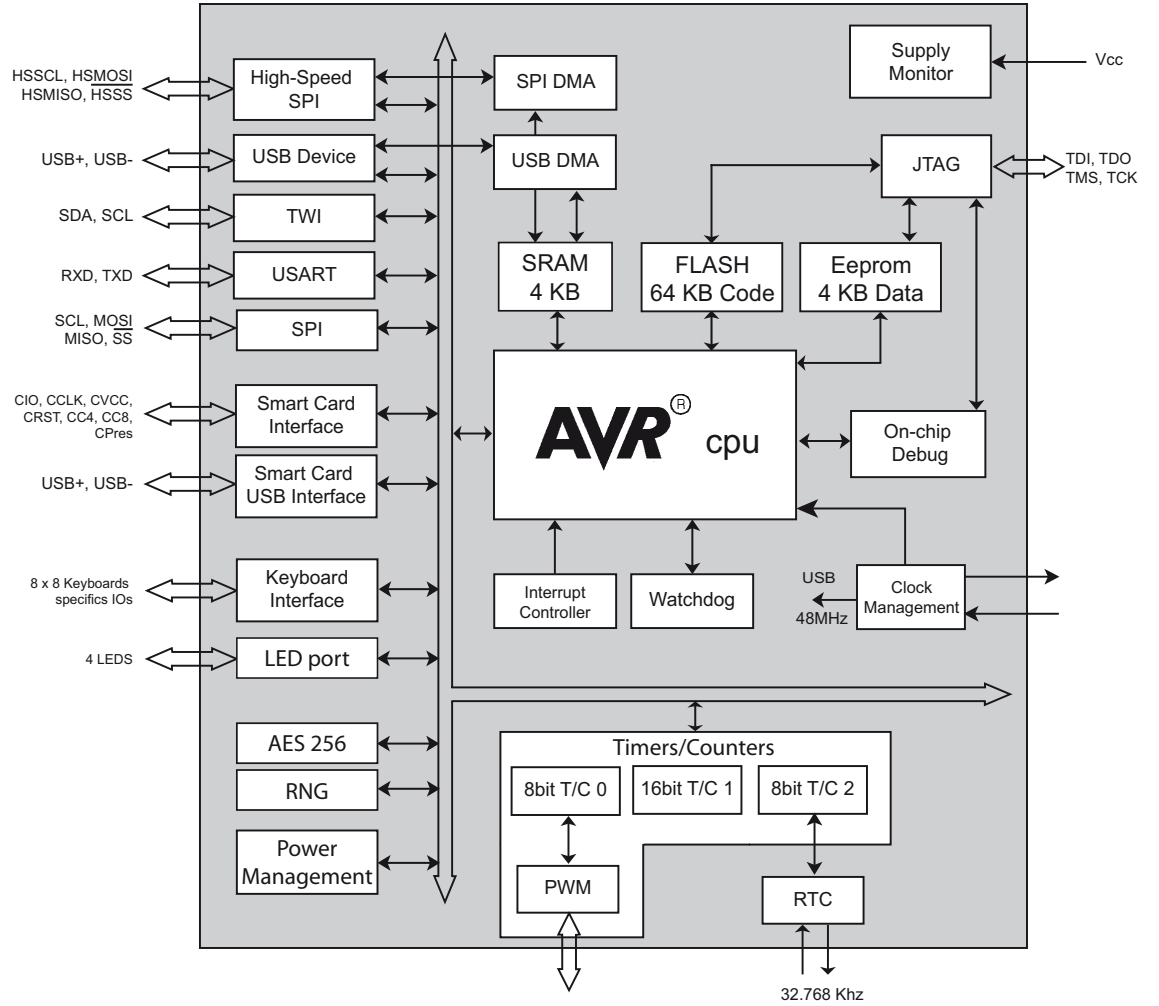 HSSCL, HSMOSI
HSMISO, HSSS
High-Speed
SPI
SPI DMA
Supply
Monitor
Vcc
USB+, USB-
USB Device
USB DMA
JTAG
TDI, TDO
TMS, TCK
SDA, SCL
TWI
RXD, TXD
USART
SRAM
4 KB
FLASH
64 KB Code
Eeprom
4 KB Data
SCL, MOSI
MISO, SS
SPI
CIO, CCLK, CVCC,
CRST, CC4, CC8,
CPres
Smart Card
Interface
AVR® cpu
On-chip
Debug
USB+, USB-
Smart Card
USB Interface
8 x 8 Keyboards
specifics IOs
Keyboard
Interface
Interrupt
Controller
Watchdog
USB
48MHz
Clock
Management
4 LEDS
LED port
AES 256
RNG
Power
Management
Timers/Counters
8bit T/C 0
16bit T/C 1
8bit T/C 2
PWM
RTC
32.768 Khz